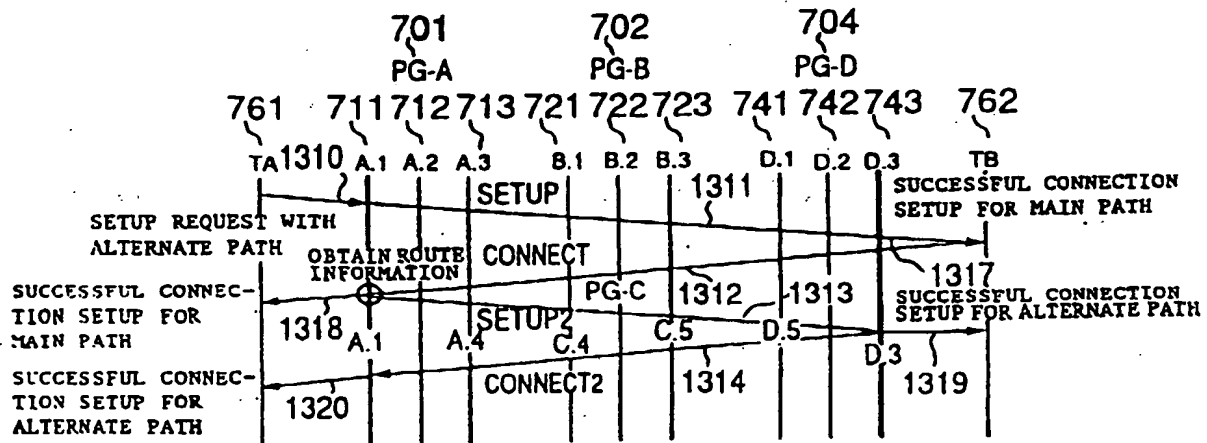 701 702 704
PG-A PG-B PG-D
761 711 712 713 721 722 723 741 742 743 762
TA 1310 A.1 A.2 A.3 B.1 B.2 B.3 D.1 D.2 D.3 TB
SETUP 1311
SUCCESSFUL CONNECTION
SETUP FOR MAIN PATH
SETUP REQUEST WITH
ALTERNATE PATH
OBTAIN ROUTE
INFORMATION
CONNECT
1317
PG-C 1312 1313
SUCCESSFUL CONNECTION
SETUP FOR ALTERNATE PATH
SUCCESSFUL CONNEC-
TION SETUP FOR
MAIN PATH
1318
SETUP2
A.1 A.4 C.4 C.5 D.5 D.3
1319
CONNECT2 1314
SUCCESSFUL CONNEC-
TION SETUP FOR
ALTERNATE PATH
1320